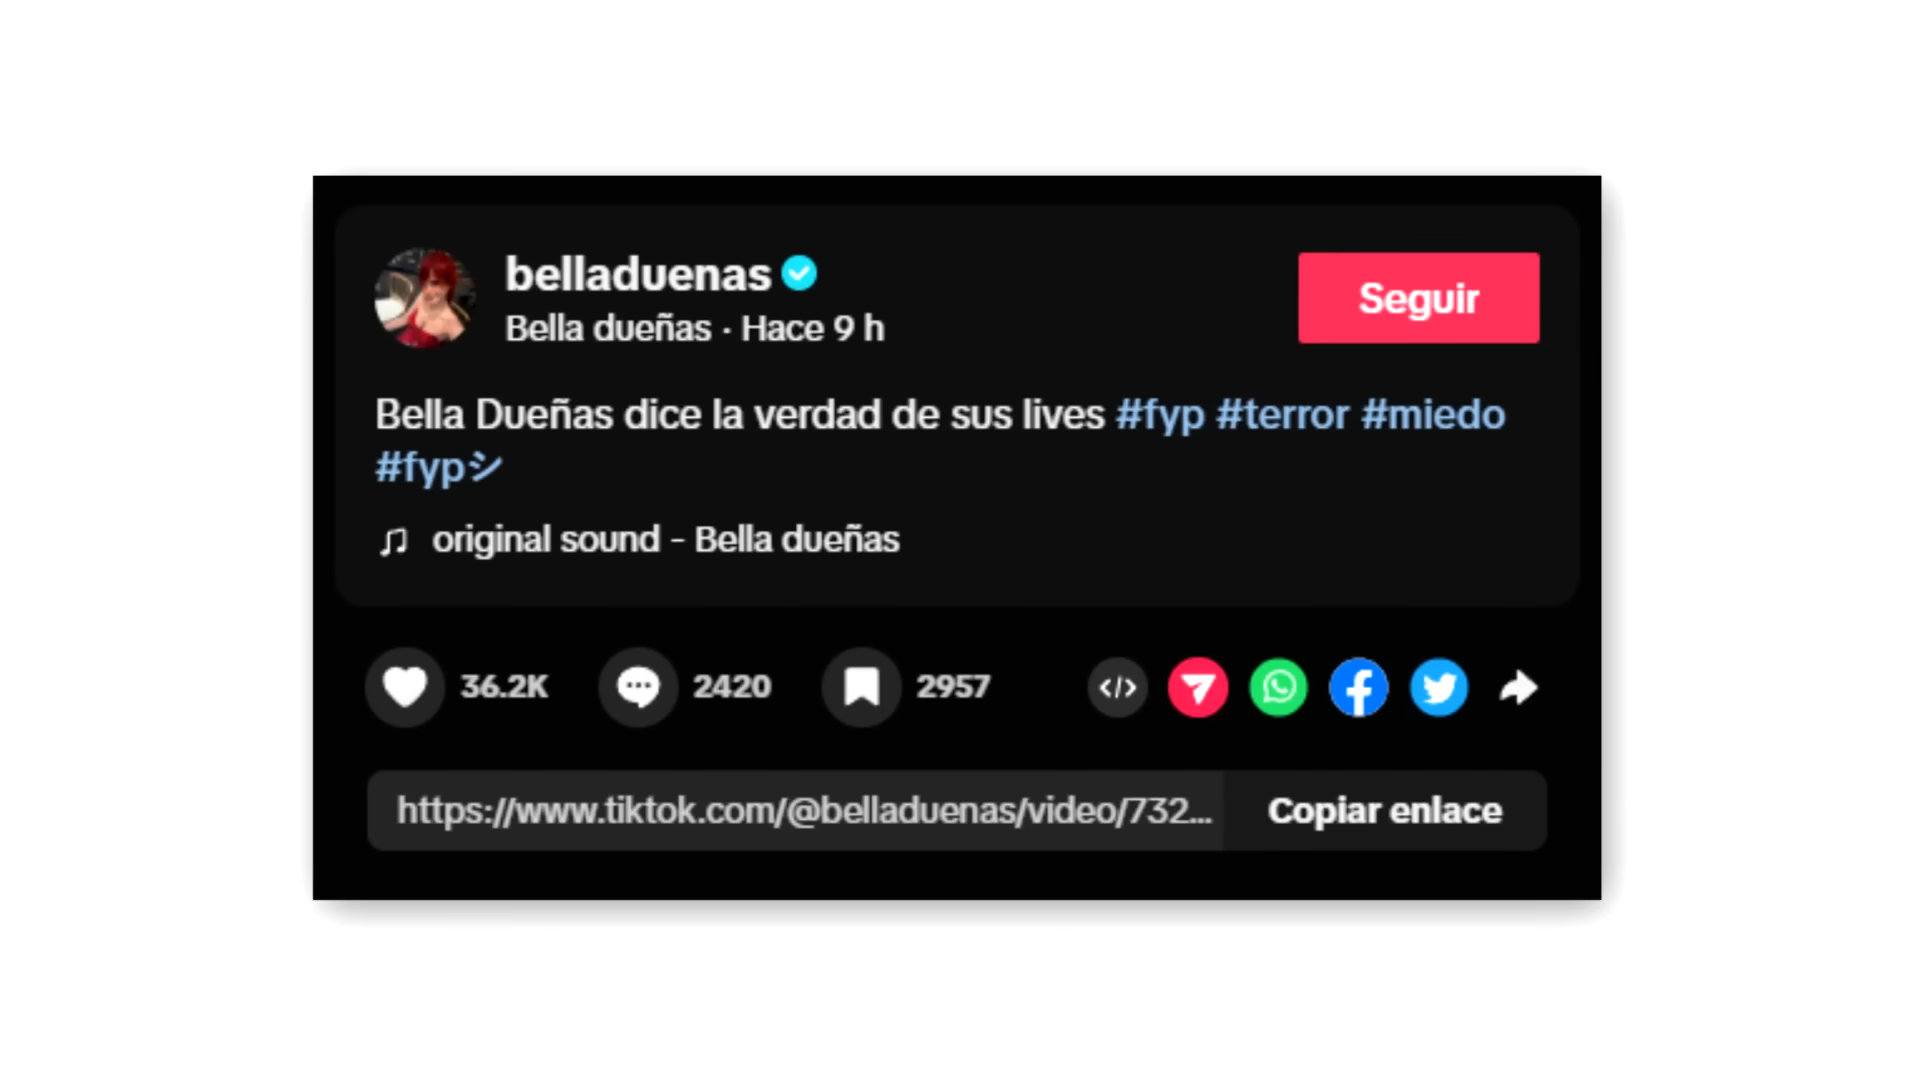 belladuenas
Bella dueñas · Hace 9 h
Seguir
Bella Dueñas dice la verdad de sus lives #fyp #terror #miedo
#fypシ
original sound - Bella dueñas
36.2K 2420 2957
https://www.tiktok.com/@belladuenas/video/732... Copiar enlace